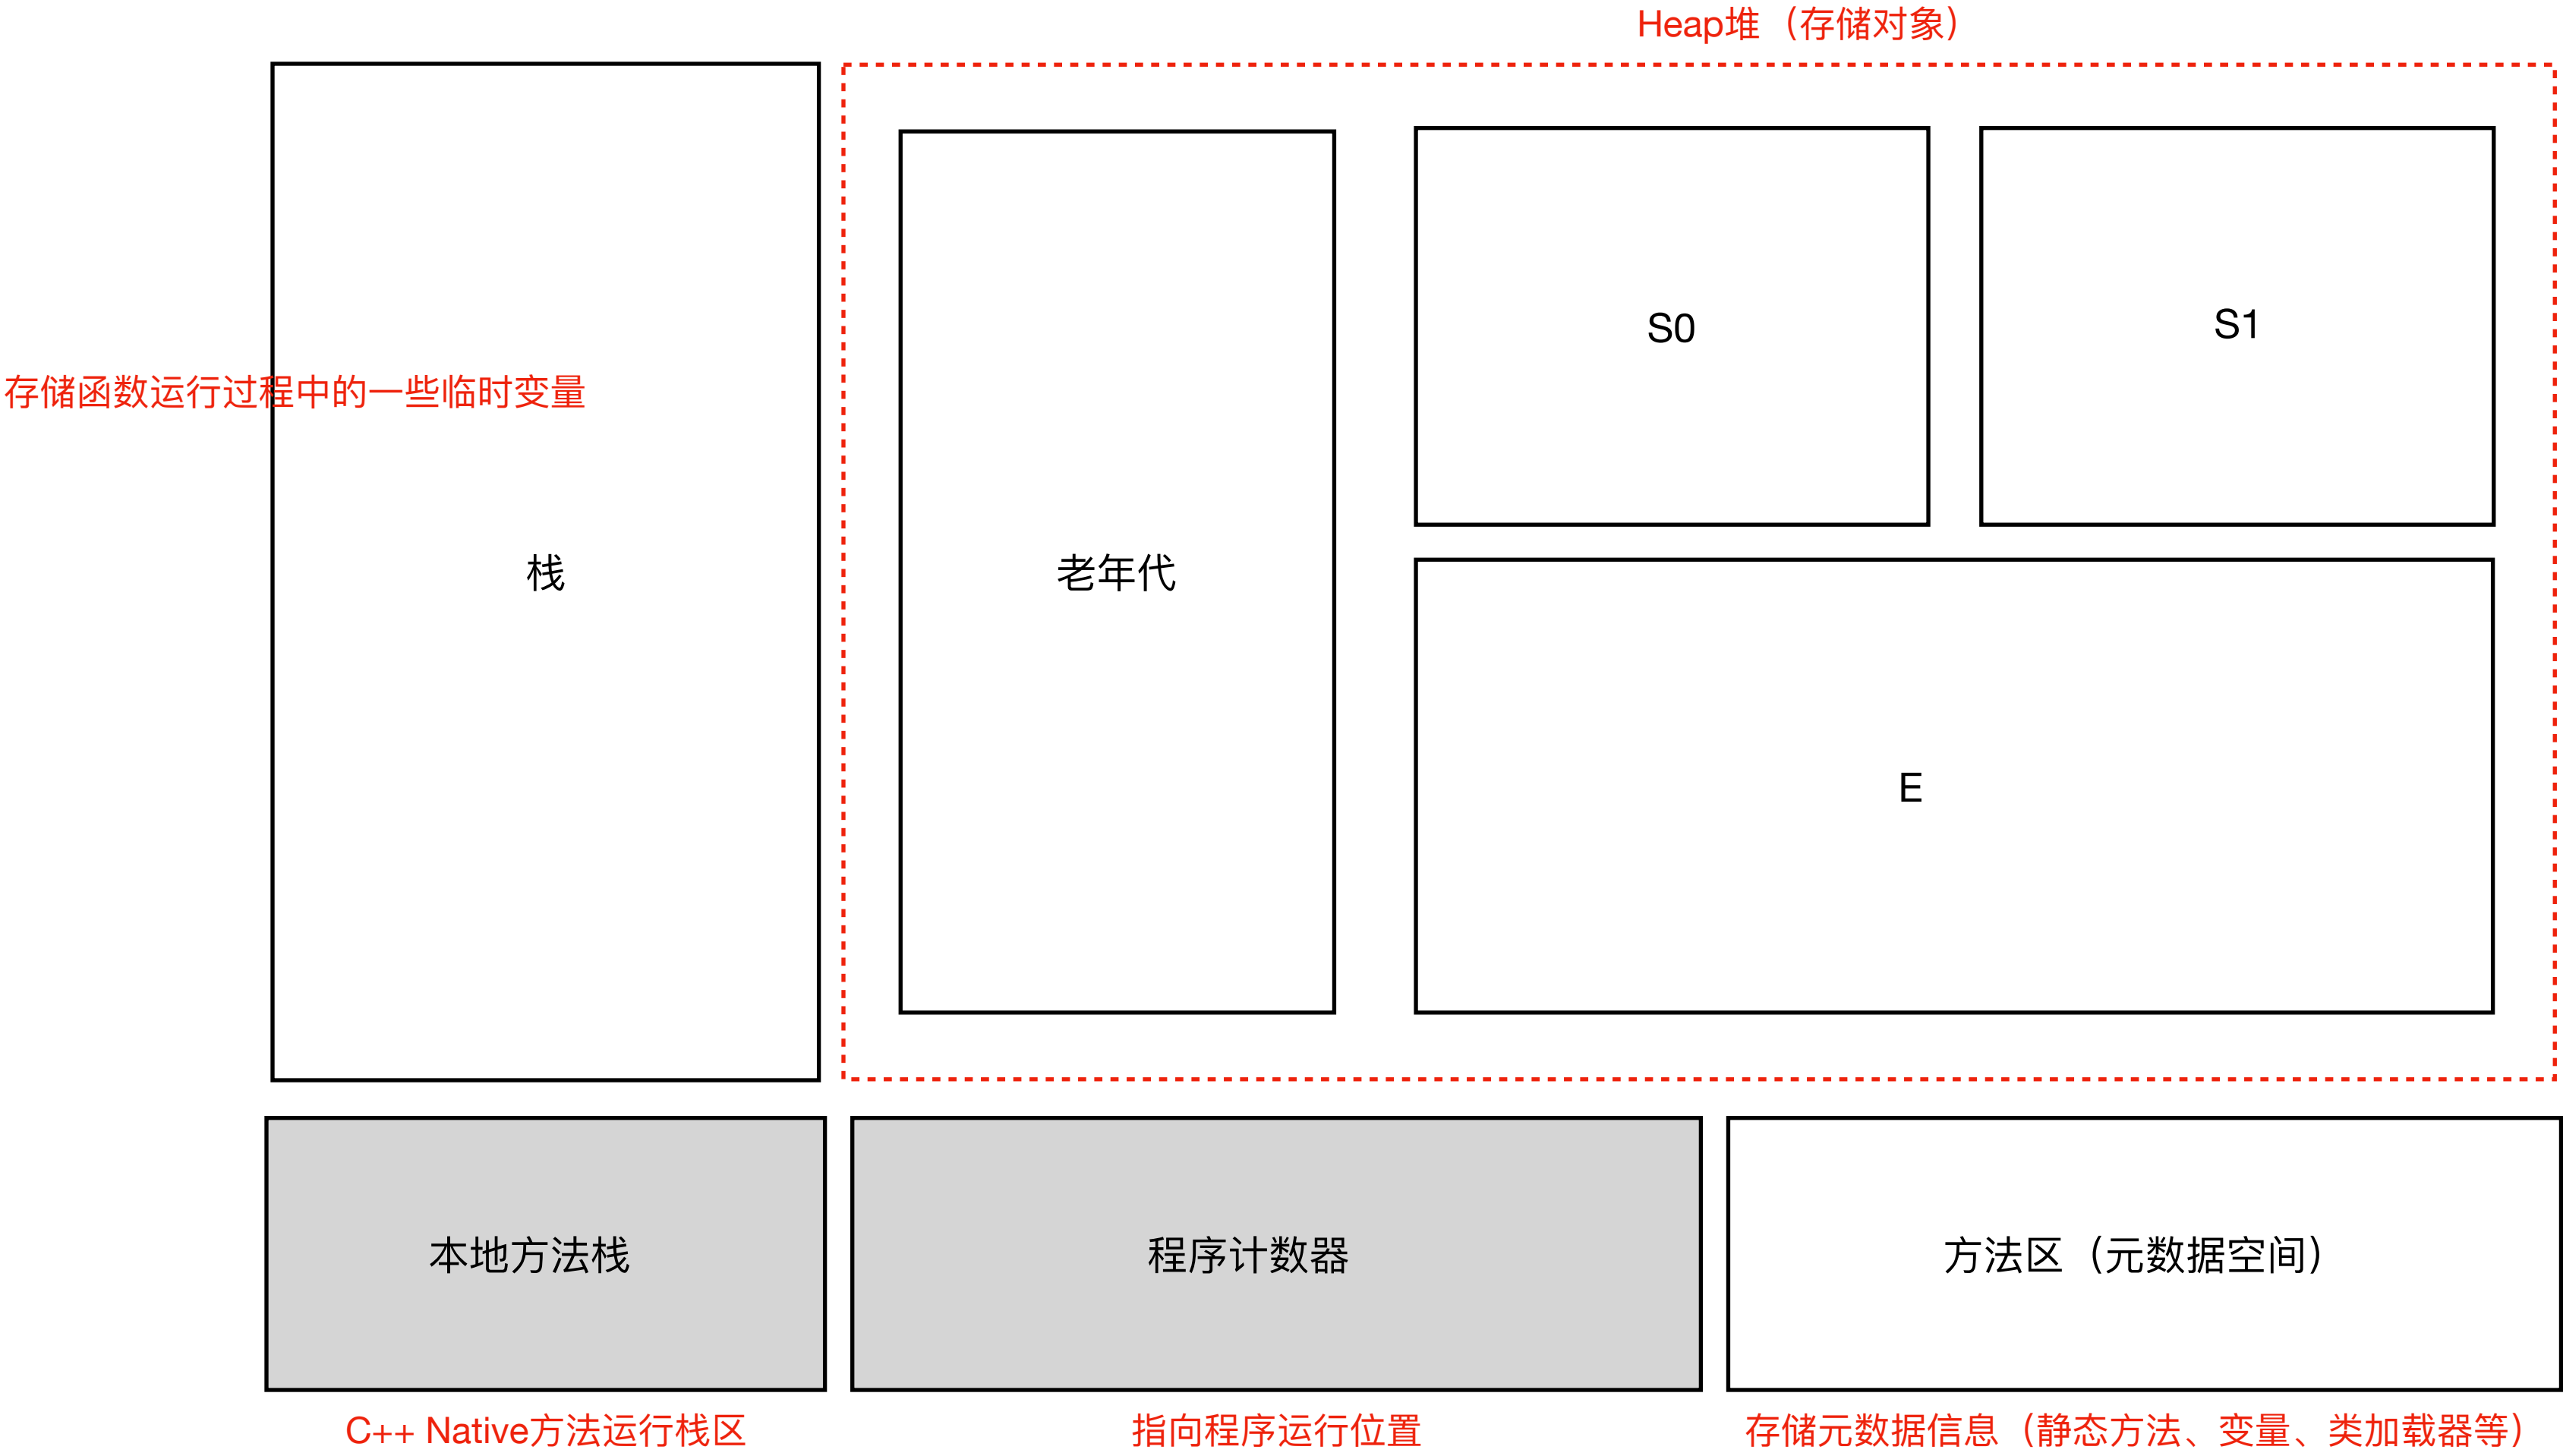 Heap堆（存储对象）
S0
S1
存储函数运行过程中的一些临时变量
栈
老年代
E
本地方法栈
程序计数器
方法区（元数据空间）
C++ Native方法运行栈区
指向程序运行位置
存储元数据信息（静态方法、变量、类加载器等）